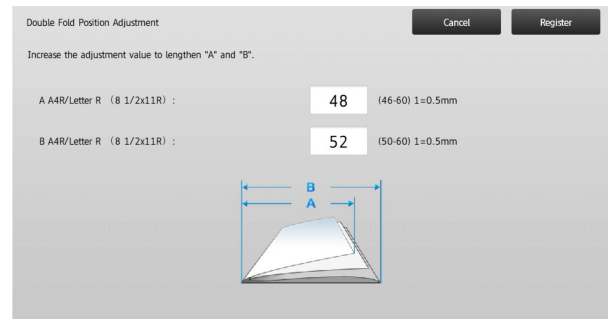 Double Fold Position Adjustment Cancel Register
Increase the adjustment value to lengthen "A" and "B".
A A4R/Letter R （8 1/2x11R）: 48 (46-60) 1=0.5mm
B A4R/Letter R （8 1/2x11R）: 52 (50-60) 1=0.5mm
B
A